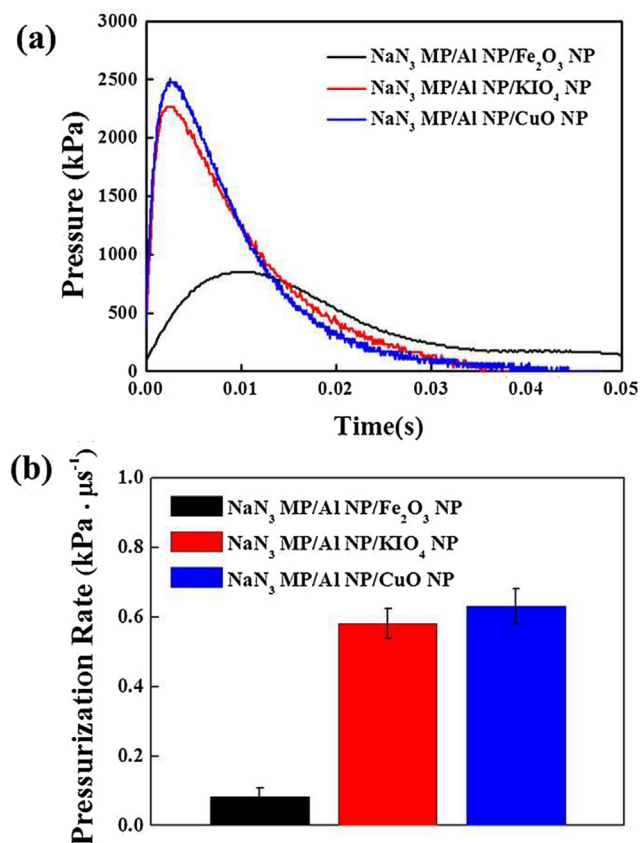 (a)
3000
2500
2000
1500
1000
500
0
Pressure (kPa)
NaN₃ MP/Al NP/Fe₂O₃ NP
NaN₃ MP/Al NP/KIO₄ NP
NaN₃ MP/Al NP/CuO NP
0.00 0.01 0.02 0.03 0.04 0.05
Time(s)
(b)
1.0
0.8
0.6
0.4
0.2
0.0
Pressurization Rate (kPa · μs⁻¹)
NaN₃ MP/Al NP/Fe₂O₃ NP
NaN₃ MP/Al NP/KIO₄ NP
NaN₃ MP/Al NP/CuO NP